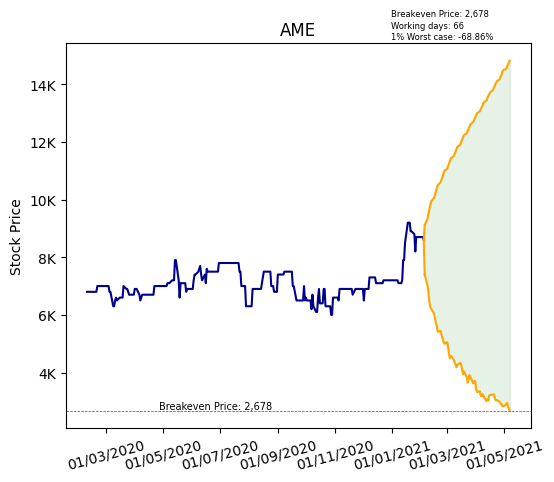 Breakeven Price: 2,678
Working days: 66
1% Worst case: -68.86%
AME
Stock Price
14K
12K
10K
8K
6K
4K
Breakeven Price: 2,678
01/03/2020 01/05/2020 01/07/2020 01/09/2020 01/11/2020 01/01/2021 01/03/2021 01/05/2021